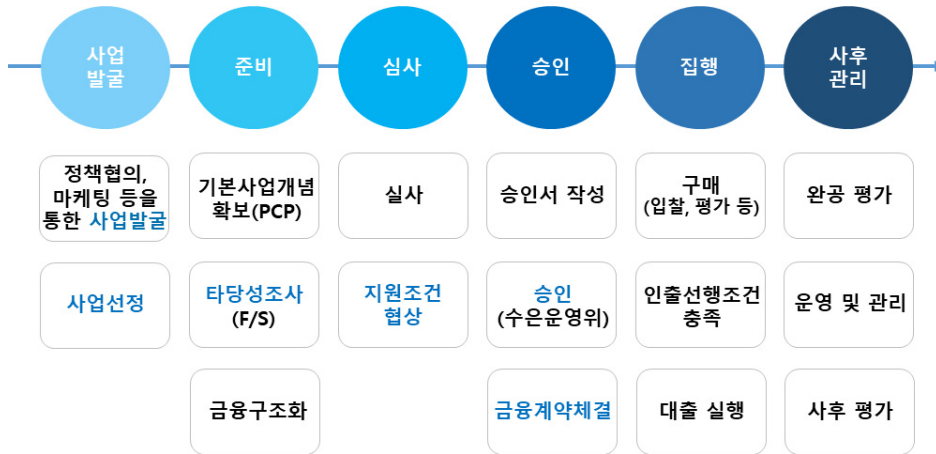 사업
발굴
준비
심사
승인
집행
사후
관리
정책협의,
마케팅 등을
통한 사업발굴
기본사업개념
확보(PCP)
실사
승인서 작성
구매
(입찰, 평가 등)
완공 평가
사업선정
타당성조사
(F/S)
지원조건
협상
승인
(수은운영위)
인출선행조건
충족
운영 및 관리
금융구조화
금융계약체결
대출 실행
사후 평가